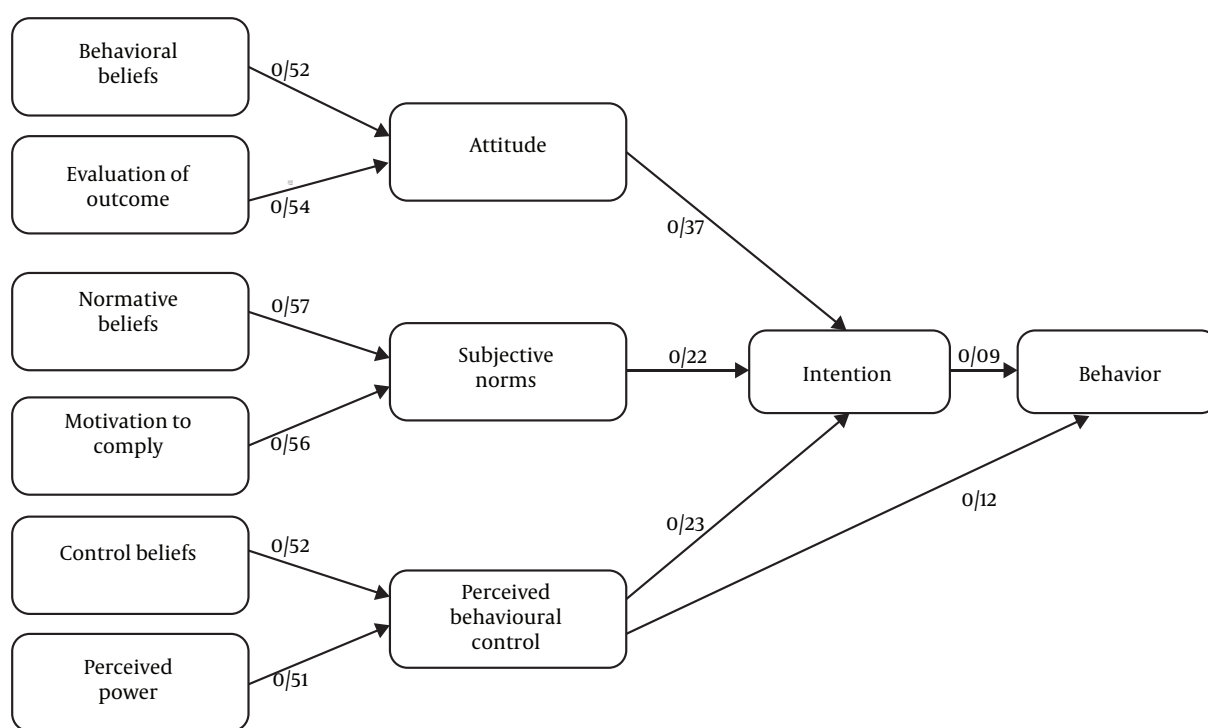 Behavioral
beliefs
0/52
Evaluation of
outcome
0/54
Attitude
0/37
Normative
beliefs
0/57
Motivation to
comply
0/56
Subjective
norms
0/22
Intention
0/09
Behavior
Control beliefs
0/52
Perceived
power
0/51
Perceived
behavioural
control
0/23
0/12